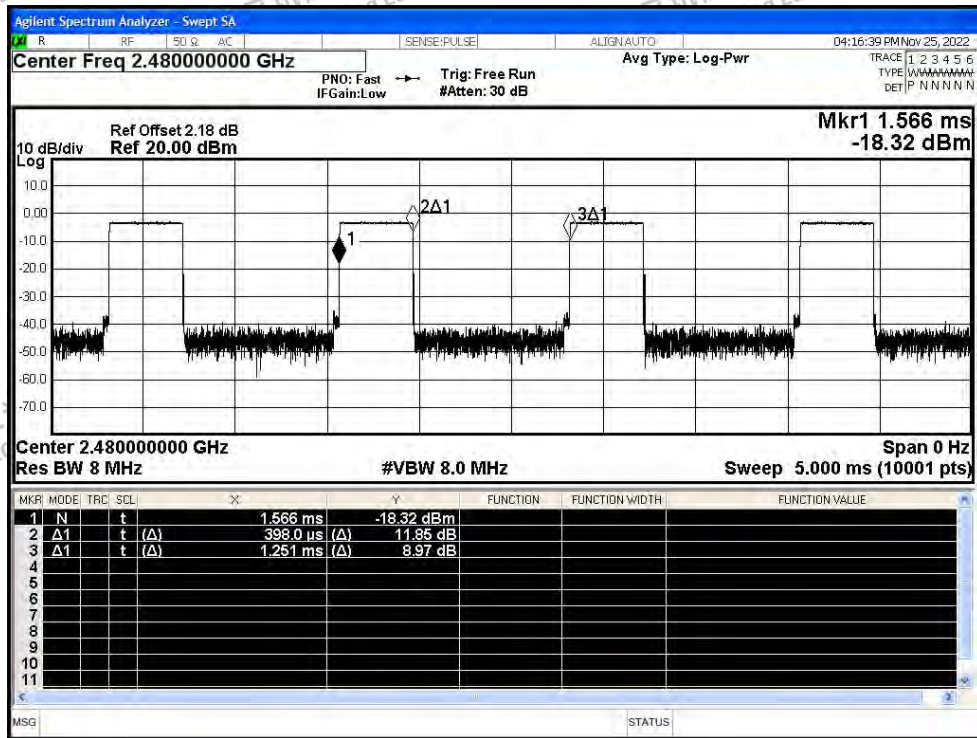 Agilent Spectrum Analyzer - Swept SA
LXI R RF 50 Ω AC SENSE:PULSE ALIGN AUTO 04:16:39 PM Nov 25, 2022
Center Freq 2.480000000 GHz
PNO: Fast Trig: Free Run Avg Type: Log-Pwr TRACE 1 2 3 4 5 6
IFGain:Low #Atten: 30 dB TYPE WWWWWW
DET P N N N N N
Ref Offset 2.18 dB Mkr1 1.566 ms
10 dB/div Ref 20.00 dBm -18.32 dBm
Log
10.0
0.00
-10.0
-20.0
-30.0
-40.0
-50.0
-60.0
-70.0
1
2Δ1
3Δ1
Center 2.480000000 GHz Span 0 Hz
Res BW 8 MHz #VBW 8.0 MHz Sweep 5.000 ms (10001 pts)
MKR MODE TRC SCL X Y FUNCTION FUNCTION WIDTH FUNCTION VALUE
1 N t 1.566 ms -18.32 dBm
2 Δ1 t (Δ) 398.0 µs (Δ) 11.85 dB
3 Δ1 t (Δ) 1.251 ms (Δ) 8.97 dB
4
5
6
7
8
9
10
11
MSG STATUS